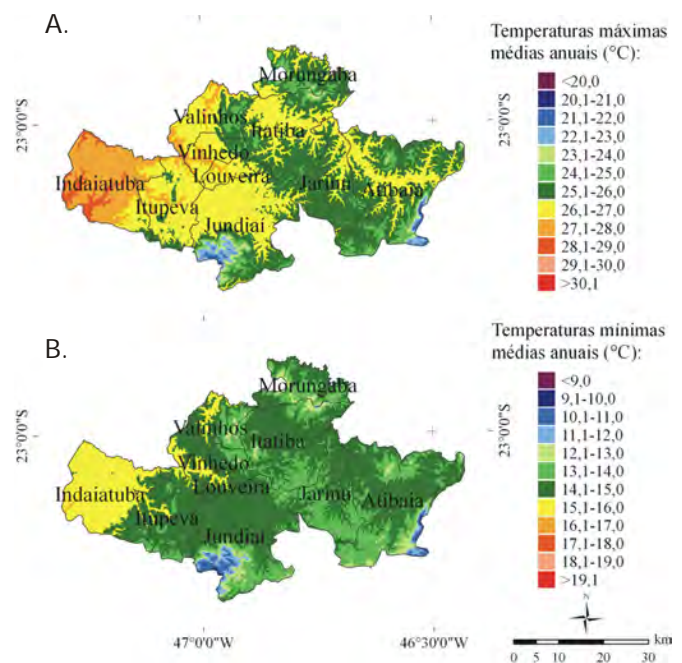 A.
Temperaturas máximas
médias anuais (°C):
<20,0
20,1-21,0
21,1-22,0
22,1-23,0
23,1-24,0
24,1-25,0
25,1-26,0
26,1-27,0
27,1-28,0
28,1-29,0
29,1-30,0
>30,1
23°0'0"S
Morungaba
Valinhos
Itatiba
Vinhedo
Louveira
Indaiatuba
Jarinu
Atibaia
Itupeva
Jundiaí
23°0'0"S
B.
Temperaturas mínimas
médias anuais (°C):
<9,0
9,1-10,0
10,1-11,0
11,1-12,0
12,1-13,0
13,1-14,0
14,1-15,0
15,1-16,0
16,1-17,0
17,1-18,0
18,1-19,0
>19,1
23°0'0"S
Morungaba
Valinhos
Itatiba
Vinhedo
Louveira
Indaiatuba
Jarinu
Atibaia
Itupeva
Jundiaí
23°0'0"S
47°0'0"W
46°30'0"W
N
km
0 5 10 20 30